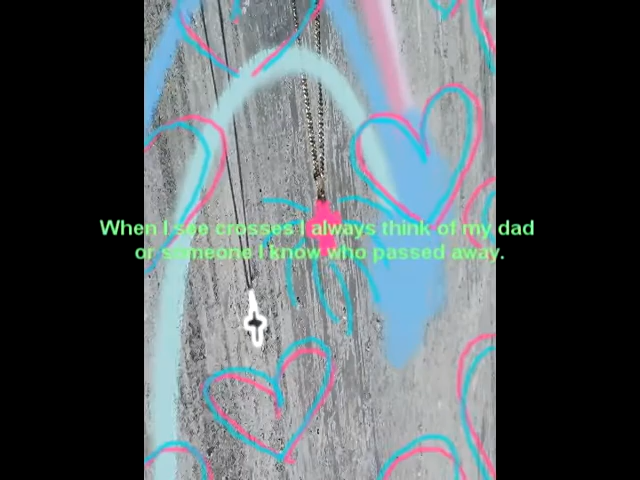 When I see crosses I always think of my dad
or someone I know who passed away.